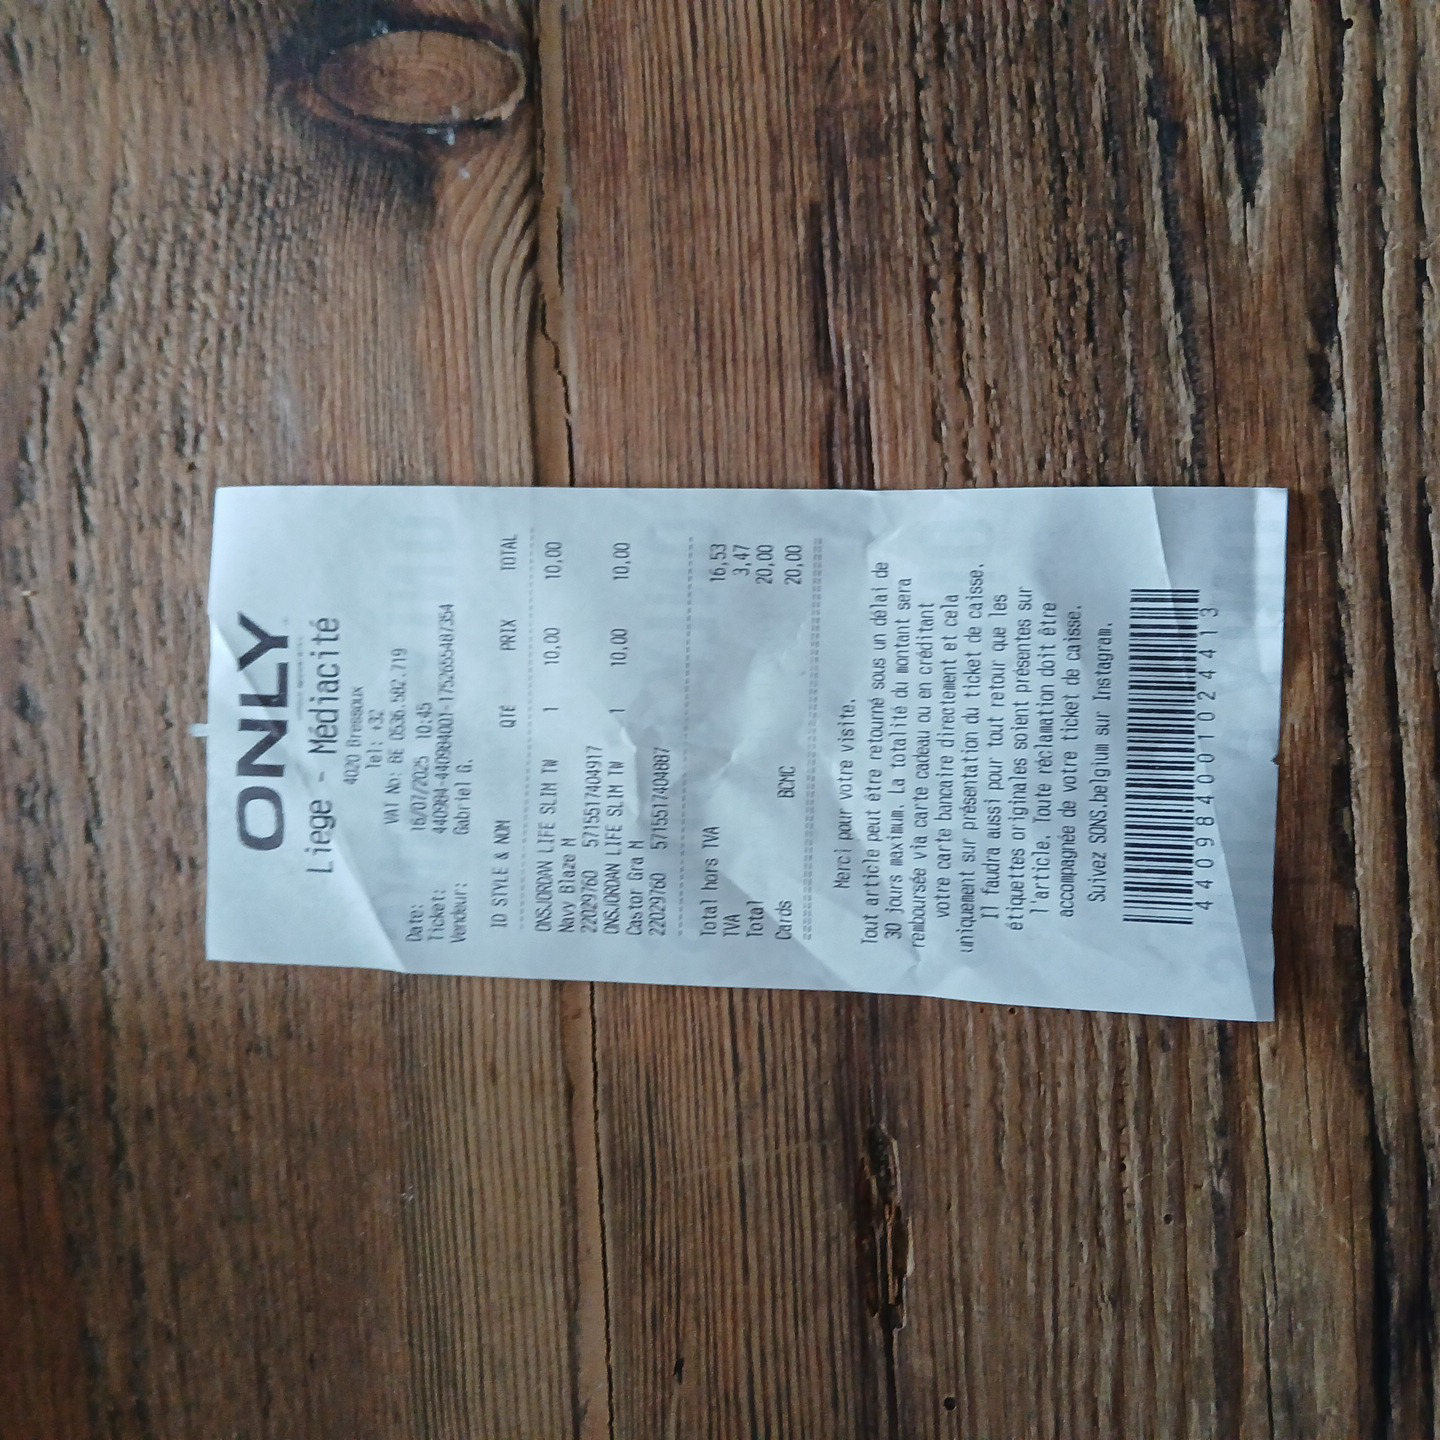 ONLY
Liege - Médiacité
4020 Bressoux
Tel: +32
VAT No: BE 0536.582.719
Date: 16/07/2025 10:45
Ticket: 440984-44098401-1752655487354
Vendeur: Gabriel G.
ID STYLE & NOM QTÉ PRIX TOTAL
ONSJORDAN LIFE SLIM TW 1 10,00 10,00
Navy Blaze M
22029760 5715517404917
ONSJORDAN LIFE SLIM TW 1 10,00 10,00
Castor Gra M
22029760 5715517404887
Total hors TVA 16,53
TVA 3,47
Total 20,00
Cards BCMC 20,00
Merci pour votre visite.
Tout article peut être retourné sous un délai de
30 jours maximum. La totalité du montant sera
remboursée via carte cadeau ou en créditant
votre carte bancaire directement et cela
uniquement sur présentation du ticket de caisse.
Il faudra aussi pour tout retour que les
étiquettes originales soient présentes sur
l'article. Toute réclamation doit être
accompagnée de votre ticket de caisse.
Suivez SONS.belgium sur Instagram.
440984001024413